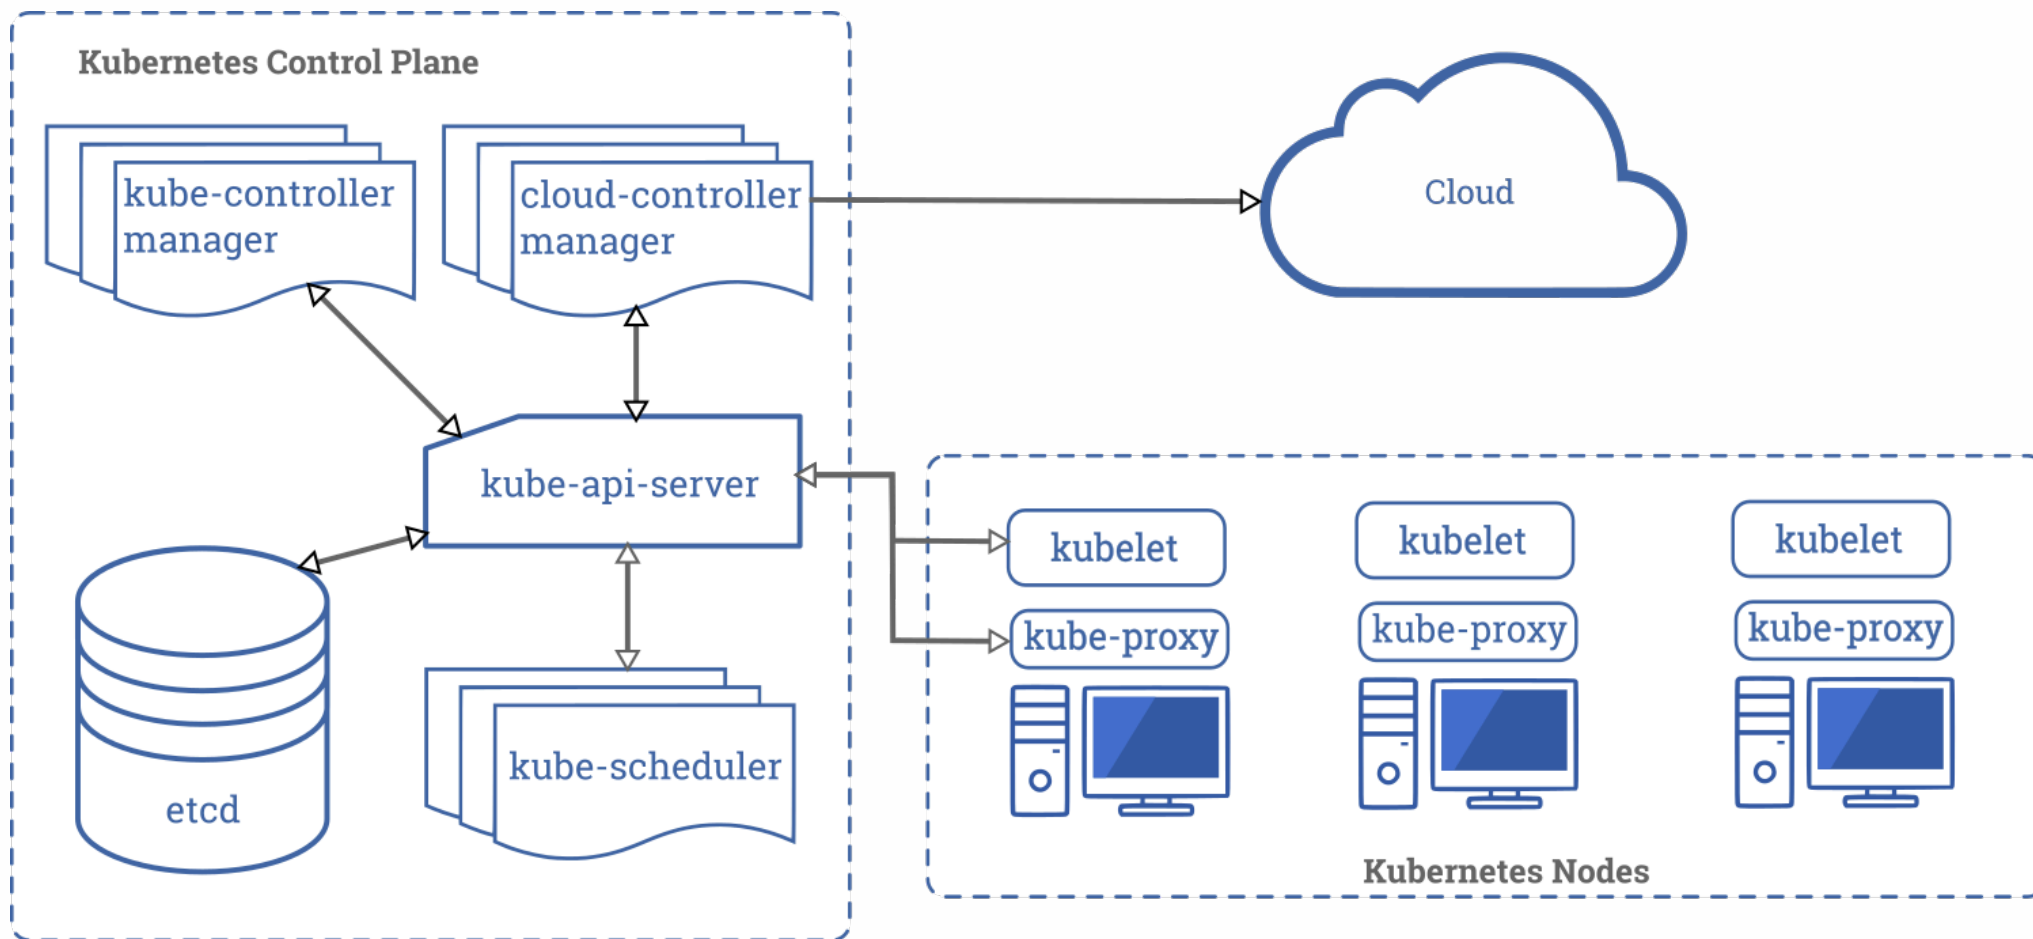 Kubernetes Control Plane
kube-controller
manager
cloud-controller
manager
Cloud
kube-api-server
etcd
kube-scheduler
kubelet
kube-proxy
kubelet
kube-proxy
kubelet
kube-proxy
Kubernetes Nodes